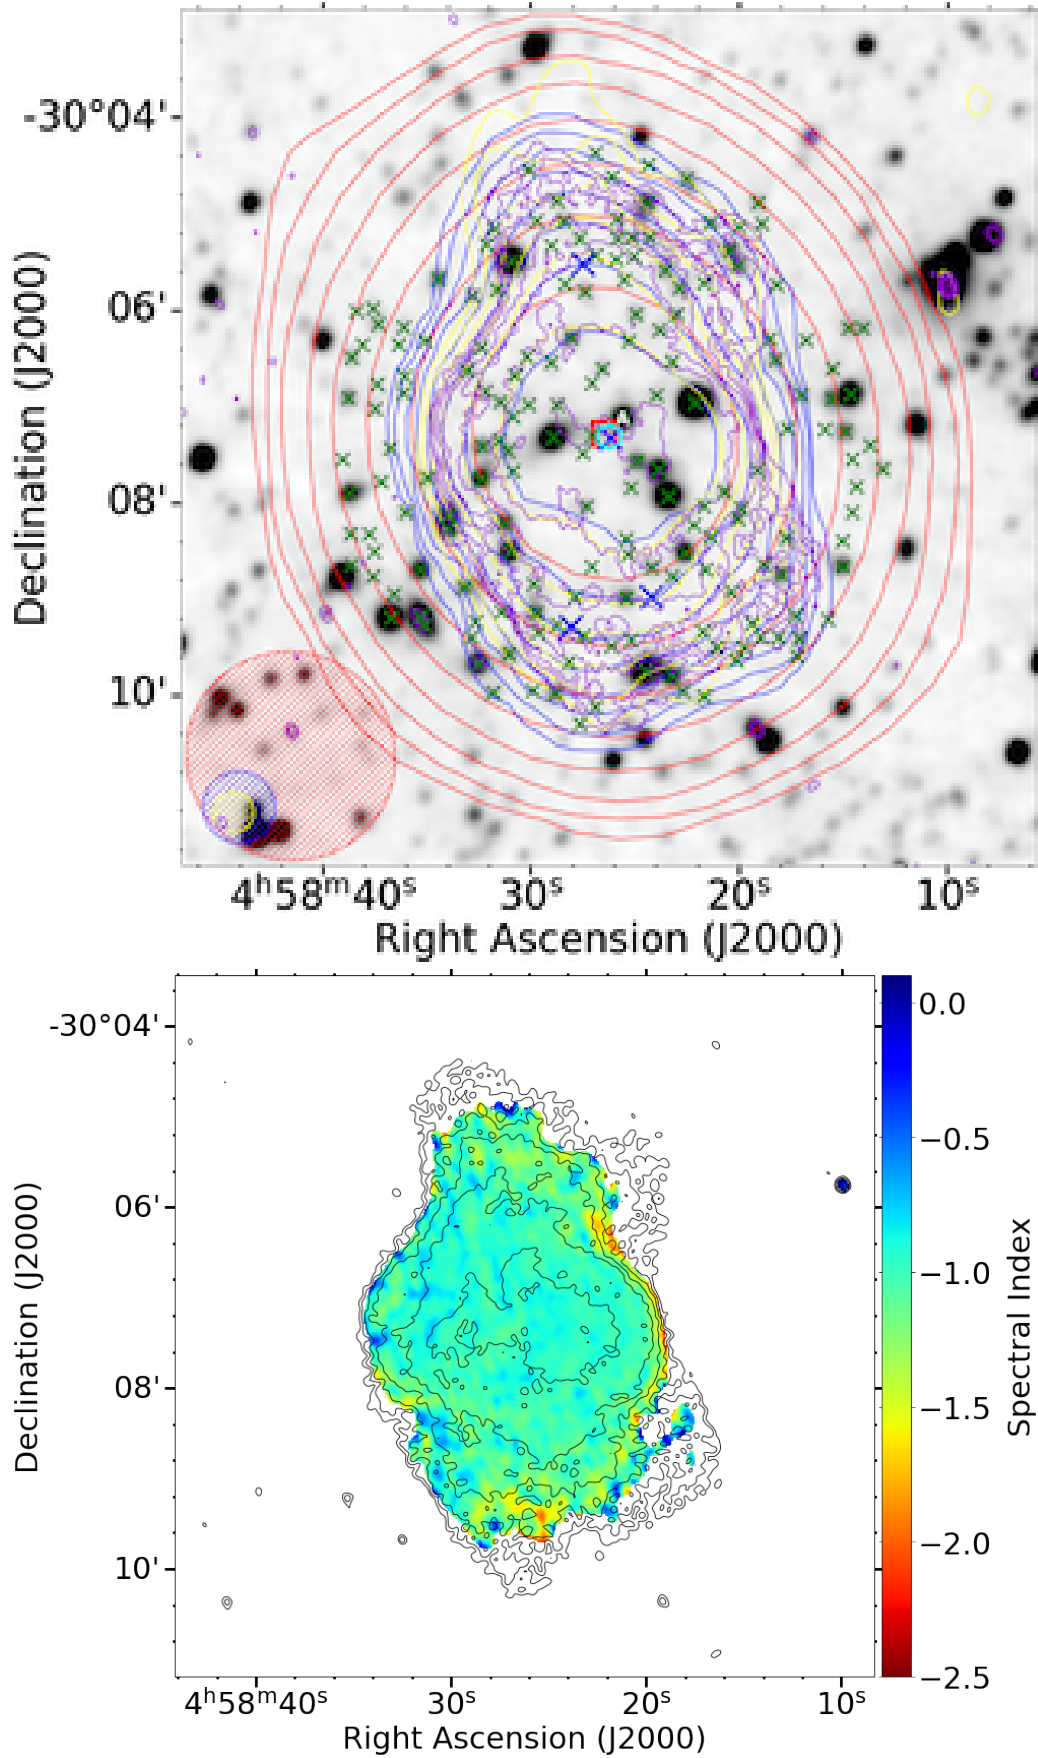 -30°04'
06'
08'
10'
Declination (J2000)
4ʰ58ᵐ40ˢ 30ˢ 20ˢ 10ˢ
Right Ascension (J2000)
-30°04'
06'
08'
10'
Declination (J2000)
4ʰ58ᵐ40ˢ 30ˢ 20ˢ 10ˢ
Right Ascension (J2000)
0.0
−0.5
−1.0
−1.5
−2.0
−2.5
Spectral Index